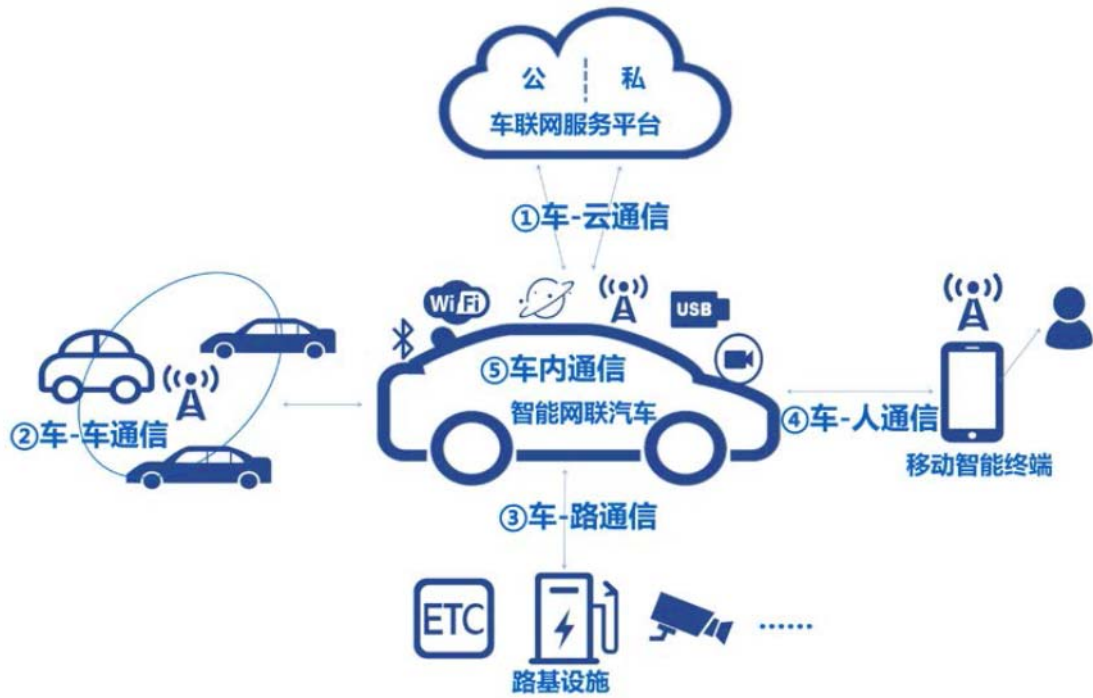 公 私
车联网服务平台
①车-云通信
WiFi
USB
⑤车内通信
智能网联汽车
②车-车通信
④车-人通信
移动智能终端
③车-路通信
ETC
······
路基设施